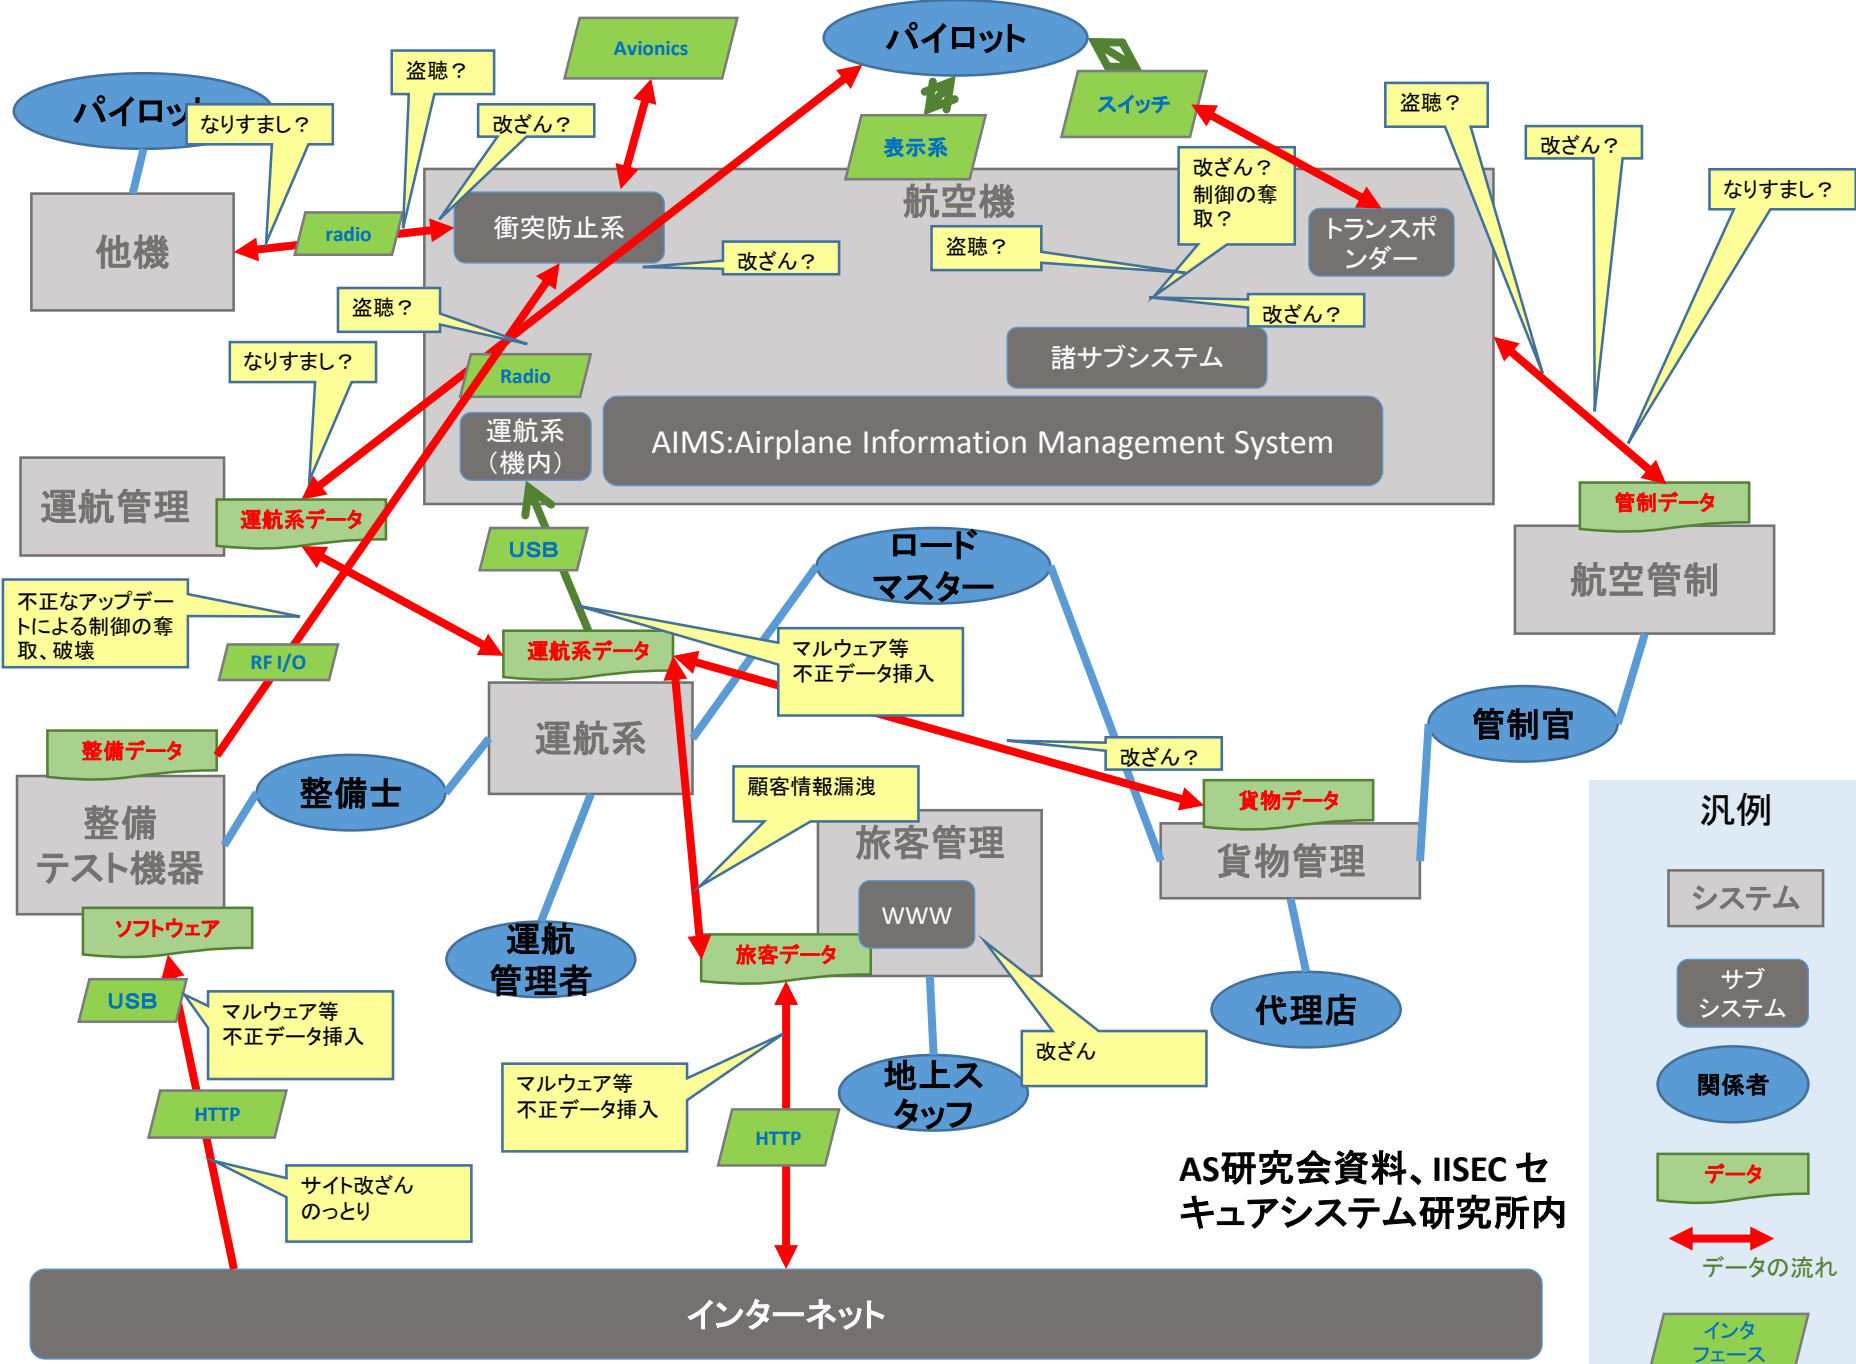 Avionics
パイロット
スイッチ
表示系
盗聴？
パイロッ
なりすまし？
改ざん？
盗聴？
改ざん？
なりすまし？
改ざん？
制御の奪
取？
航空機
他機
radio
衝突防止系
改ざん？
盗聴？
トランスポ
ンダー
盗聴？
改ざん？
なりすまし？
諸サブシステム
Radio
運航系
（機内）
AIMS:Airplane Information Management System
運航管理
運航系データ
管制データ
USB
ロード
マスター
航空管制
不正なアップデー
トによる制御の奪
取、破壊
RF I/O
運航系データ
マルウェア等
不正データ挿入
運航系
管制官
整備データ
整備士
改ざん？
顧客情報漏洩
貨物データ
整備
テスト機器
旅客管理
貨物管理
WWW
ソフトウェア
運航
管理者
旅客データ
USB
マルウェア等
不正データ挿入
代理店
改ざん
マルウェア等
不正データ挿入
地上ス
タッフ
HTTP
HTTP
サイト改ざん
のっとり
AS研究会資料、IISEC セ
キュアシステム研究所内
インターネット
汎例
システム
サブ
システム
関係者
データ
データの流れ
インタ
フェース